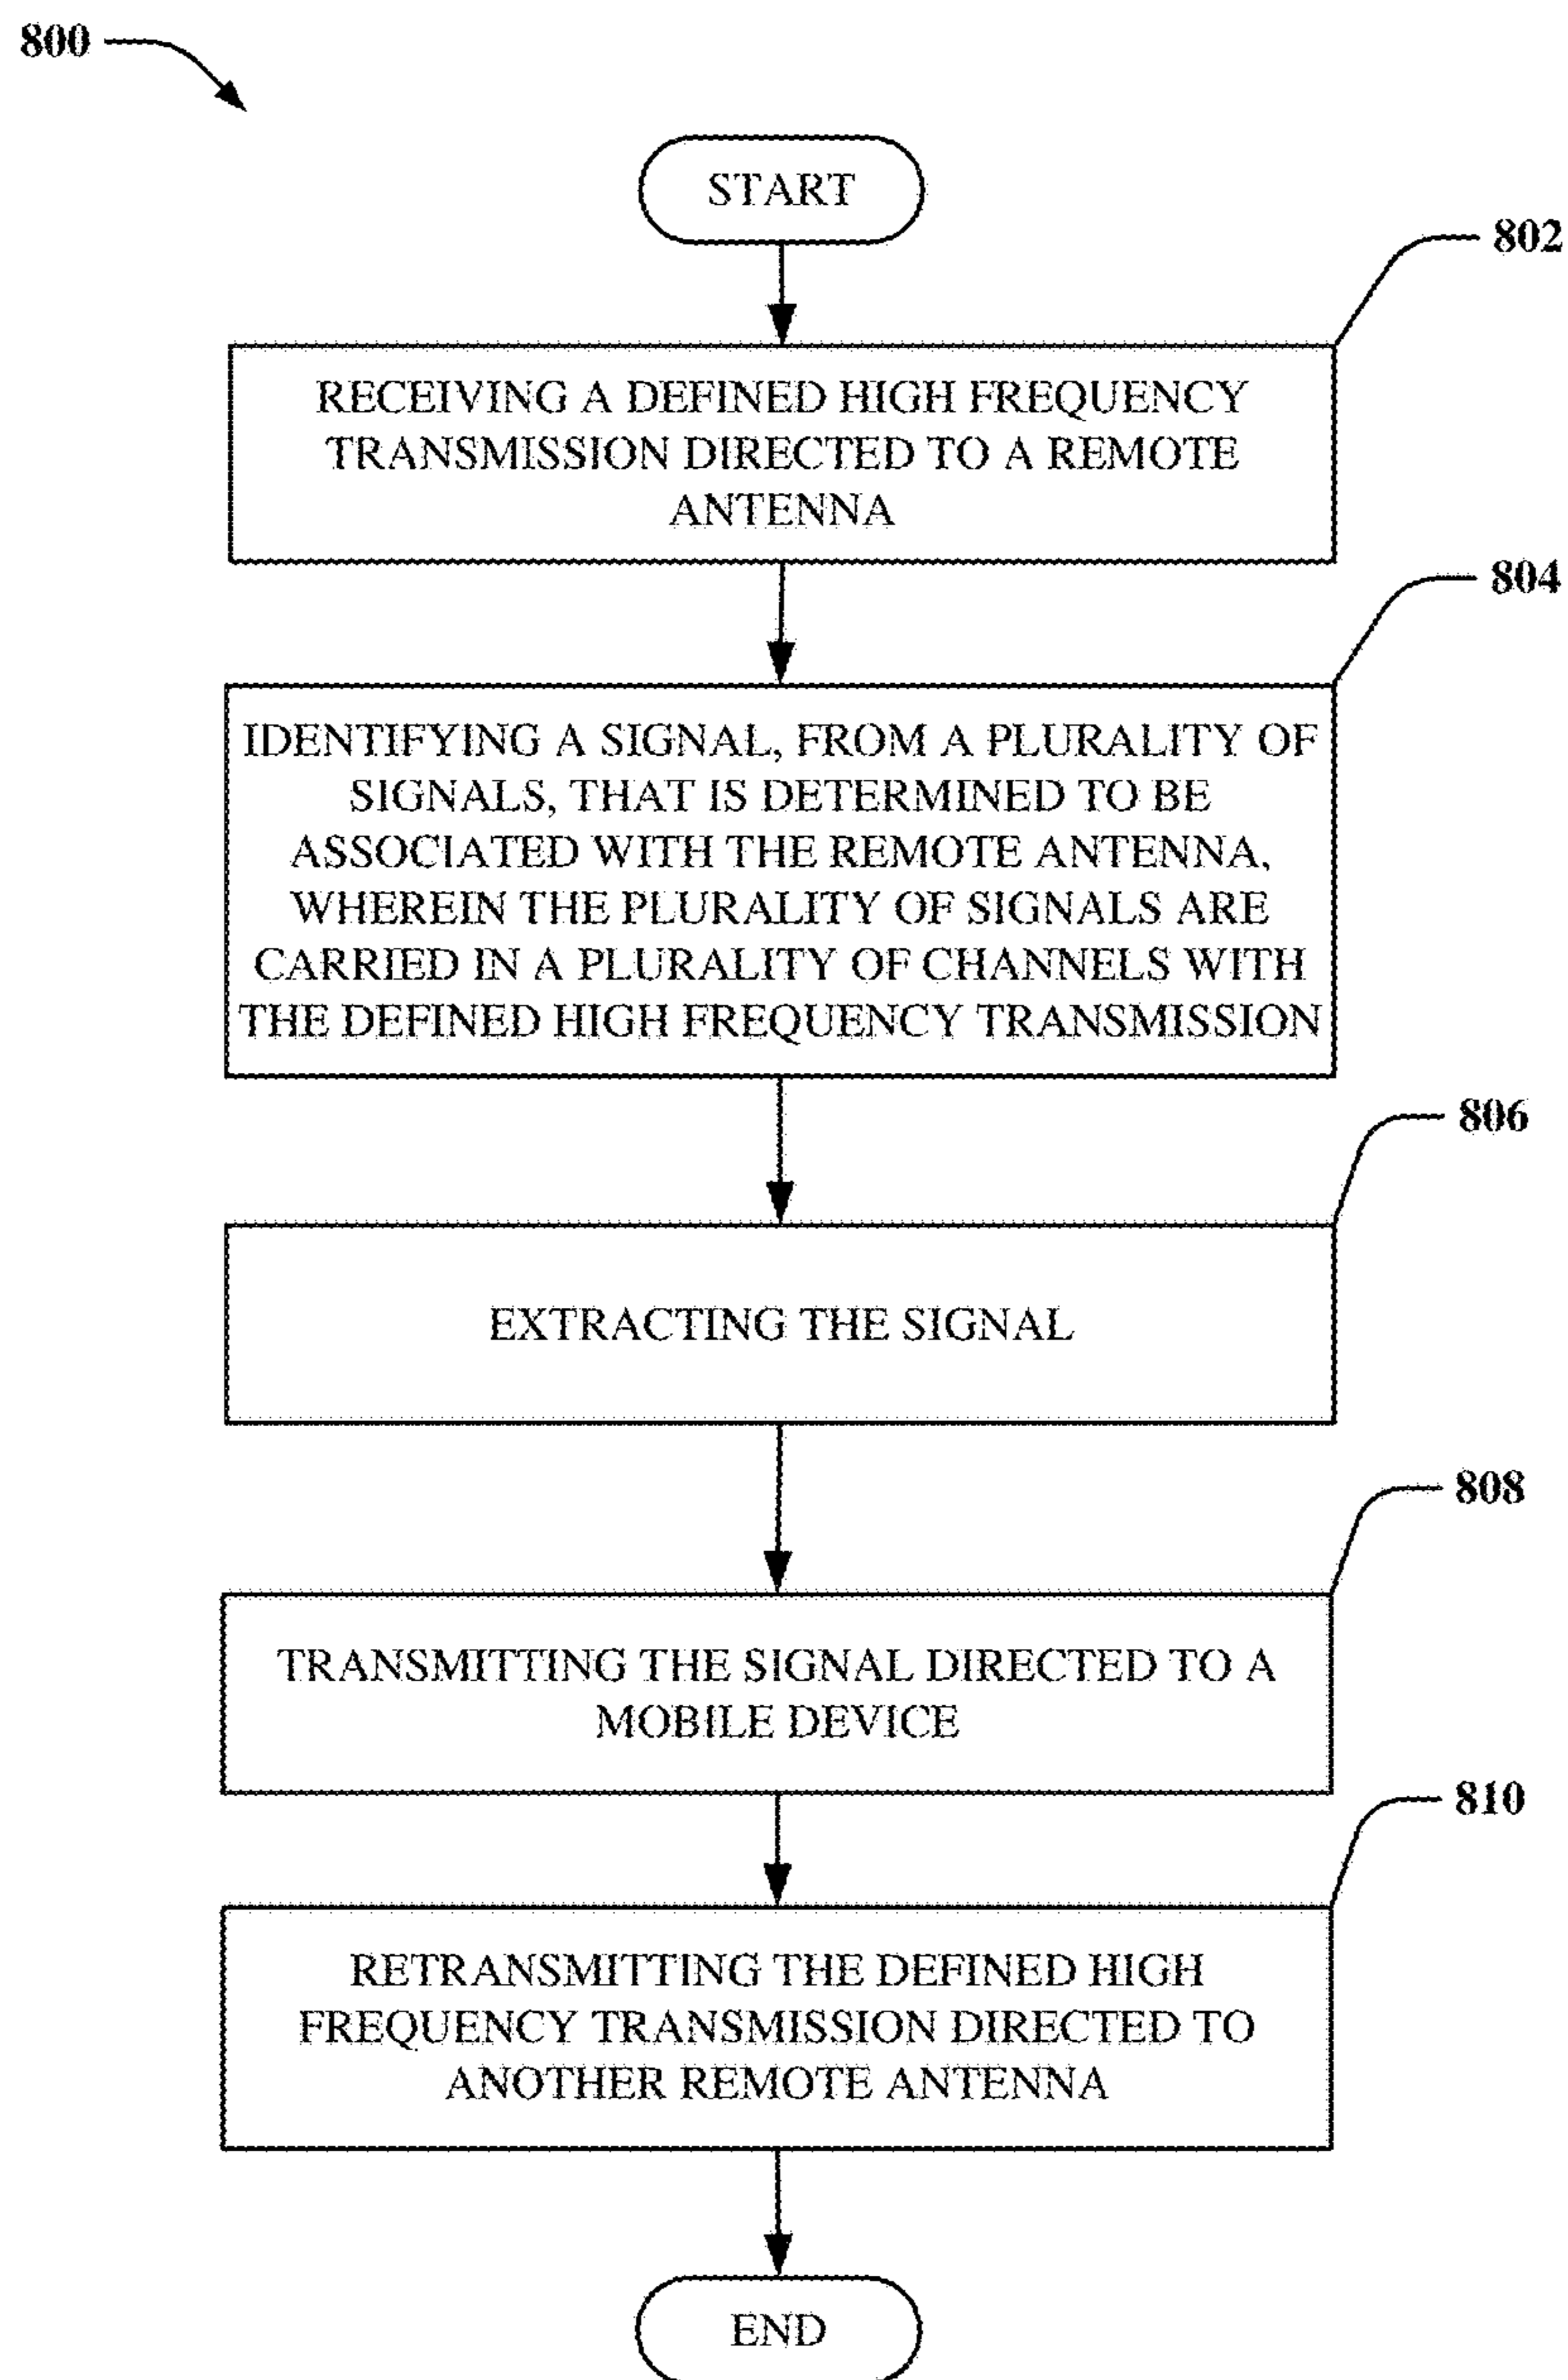 800
START
802
RECEIVING A DEFINED HIGH FREQUENCY
TRANSMISSION DIRECTED TO A REMOTE
ANTENNA
804
IDENTIFYING A SIGNAL, FROM A PLURALITY OF
SIGNALS, THAT IS DETERMINED TO BE
ASSOCIATED WITH THE REMOTE ANTENNA,
WHEREIN THE PLURALITY OF SIGNALS ARE
CARRIED IN A PLURALITY OF CHANNELS WITH
THE DEFINED HIGH FREQUENCY TRANSMISSION
806
EXTRACTING THE SIGNAL
808
TRANSMITTING THE SIGNAL DIRECTED TO A
MOBILE DEVICE
810
RETRANSMITTING THE DEFINED HIGH
FREQUENCY TRANSMISSION DIRECTED TO
ANOTHER REMOTE ANTENNA
END